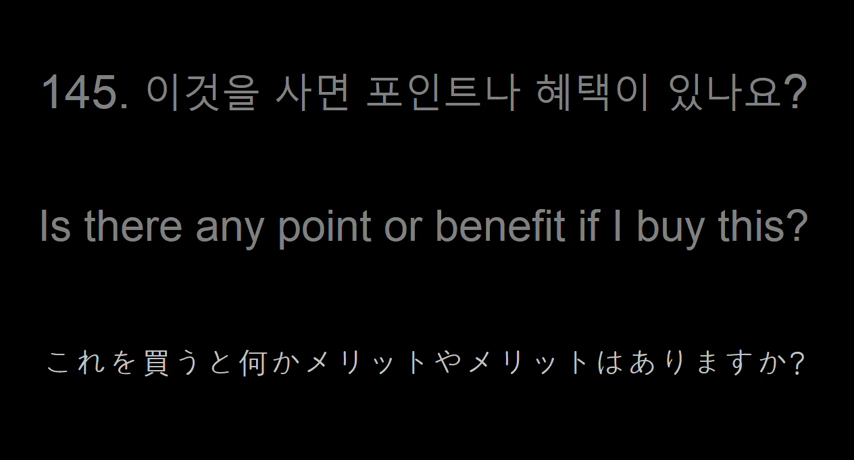 145. 이것을 사면 포인트나 혜택이 있나요?
Is there any point or benefit if I buy this?
これを買うと何かメリットやメリットはありますか?